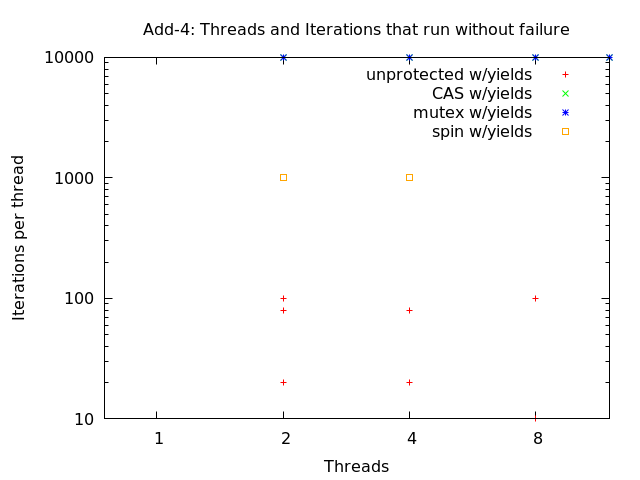 Add-4: Threads and Iterations that run without failure
10000
1000
100
10
Iterations per thread
unprotected w/yields
CAS w/yields
mutex w/yields
spin w/yields
1 2 4 8
Threads